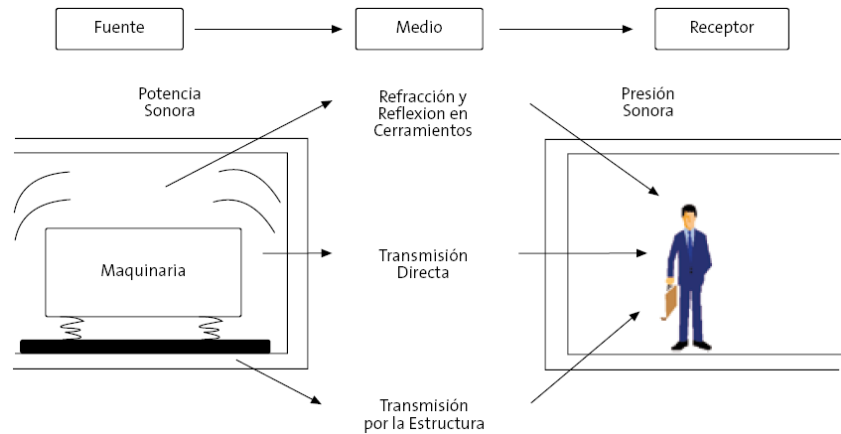 Fuente
Medio
Receptor
Potencia
Sonora
Refracción y
Reflexion en
Cerramientos
Presión
Sonora
Maquinaria
Transmisión
Directa
Transmisión
por la Estructura